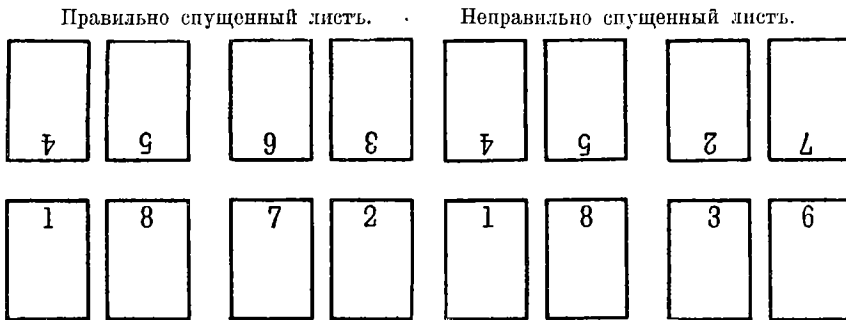 Правильно спущенный листъ. Неправильно спущенный листъ.
4 5 6 3 4 5 2 7
1 8 7 2 1 8 3 6